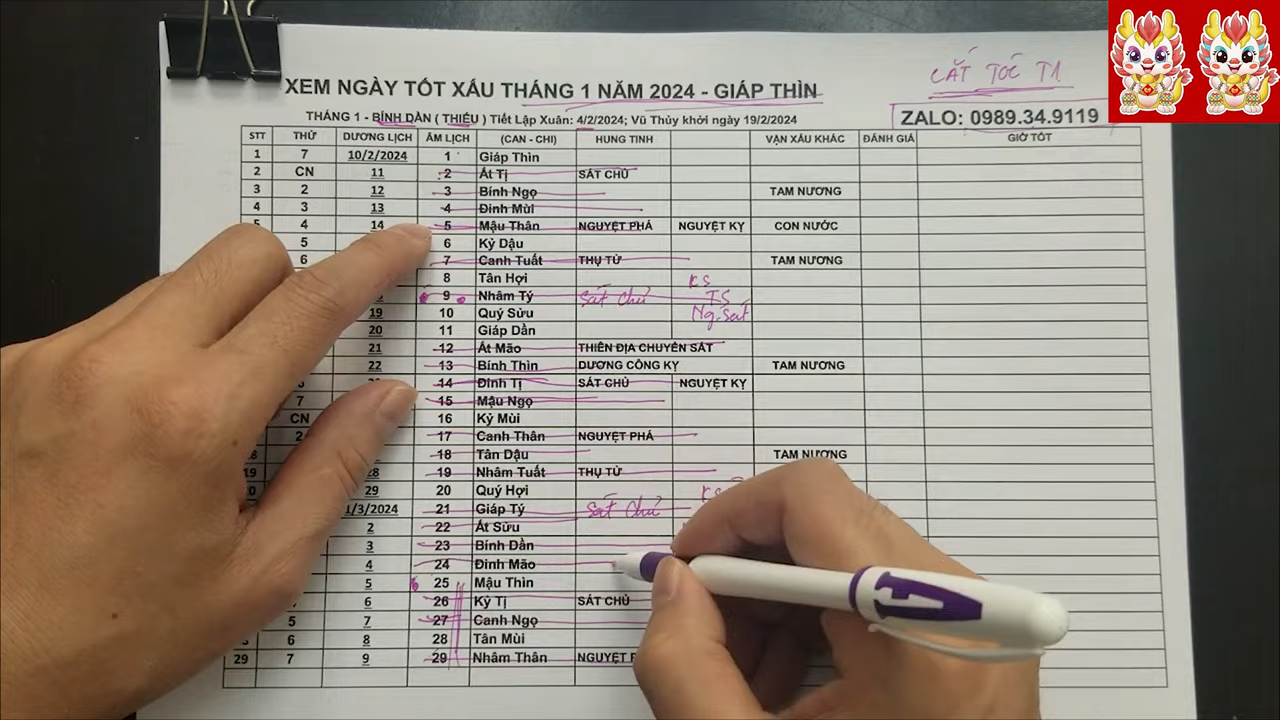 CẮT TÓC T1
XEM NGÀY TỐT XẤU THÁNG 1 NĂM 2024 - GIÁP THÌN
THÁNG 1 - BÍNH DẦN ( THIẾU ) Tiết Lập Xuân: 4/2/2024; Vũ Thủy khởi ngày 19/2/2024
ZALO: 0989.34.9119
STT THỨ DƯƠNG LỊCH ÂM LỊCH (CAN - CHI) HUNG TINH VẬN XẤU KHÁC ĐÁNH GIÁ GIỜ TỐT
1 7 10/2/2024 1 Giáp Thìn
2 CN 11 2 Ất Tị SÁT CHỦ
3 2 12 3 Bính Ngọ TAM NƯƠNG
4 3 13 4 Đinh Mùi
5 4 14 5 Mậu Thân NGUYỆT PHÁ NGUYỆT KỴ CON NƯỚC
5 6 Kỷ Dậu
6 7 Canh Tuất THỤ TỬ TAM NƯƠNG
8 Tân Hợi KS
9 Nhâm Tý Sát chủ TS
19 10 Quý Sửu Ng.Sát
20 11 Giáp Dần
21 12 Ất Mão THIÊN ĐỊA CHUYỂN SÁT
22 13 Bính Thìn DƯƠNG CÔNG KỴ TAM NƯƠNG
14 Đinh Tị SÁT CHỦ NGUYỆT KỴ
7 15 Mậu Ngọ
CN 16 Kỷ Mùi
2 17 Canh Thân NGUYỆT PHÁ
18 Tân Dậu TAM NƯƠNG
19 28 19 Nhâm Tuất THỤ TỬ
29 20 Quý Hợi KS
1/3/2024 21 Giáp Tý Sát chủ
2 22 Ất Sửu
3 23 Bính Dần
4 24 Đinh Mão
5 25 Mậu Thìn
6 26 Kỷ Tị SÁT CHỦ
5 7 27 Canh Ngọ
6 8 28 Tân Mùi
29 7 9 29 Nhâm Thân NGUYỆT